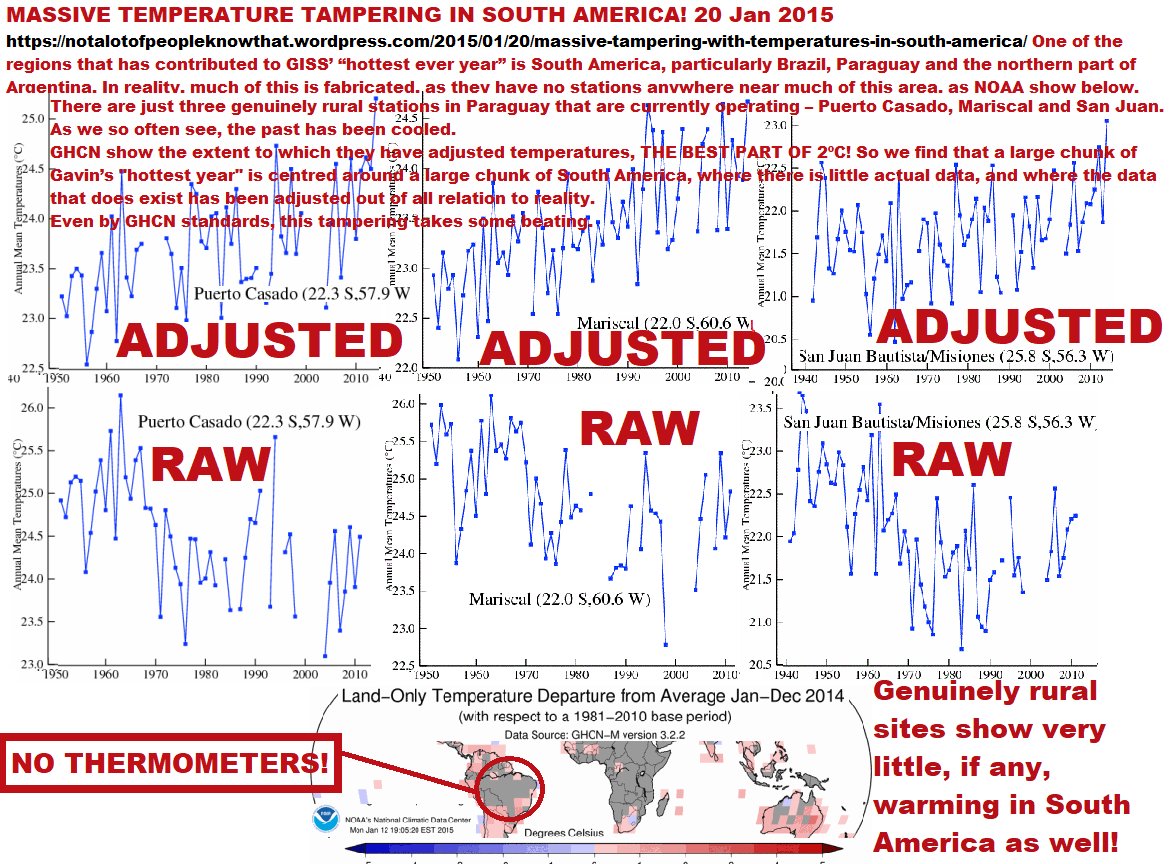 MASSIVE TEMPERATURE TAMPERING IN SOUTH AMERICA! 20 Jan 2015
https://notalotofpeopleknowthat.wordpress.com/2015/01/20/massive-tampering-with-temperatures-in-south-america/ One of the
regions that has contributed to GISS' “hottest ever year” is South America, particularly Brazil, Paraguay and the northern part of
Argentina. In reality, much of this is fabricated, as they have no stations anywhere near much of this area, as NOAA show below.
There are just three genuinely rural stations in Paraguay that are currently operating – Puerto Casado, Mariscal and San Juan.
As we so often see, the past has been cooled.
GHCN show the extent to which they have adjusted temperatures, THE BEST PART OF 2ºC! So we find that a large chunk of
Gavin's "hottest year" is centred around a large chunk of South America, where there is little actual data, and where the data
that does exist has been adjusted out of all relation to reality.
Even by GHCN standards, this tampering takes some beating.
Annual Mean Temperatures (°C)
25.0
24.5
24.0
23.5
23.0
22.5
Puerto Casado (22.3 S,57.9 W
ADJUSTED
40 1950 1960 1970 1980 1990 2000 2010
24.5
23.5
23.0
22.0
Mariscal (22.0 S,60.6 W
ADJUSTED
40 1950 1960 1970 1980 1990 2000 2010
Annual Mean Temperatures (°C)
23.0
22.5
22.0
21.5
21.0
20.5
20.0
ADJUSTED
San Juan Bautista/Misiones (25.8 S,56.3 W)
1940 1950 1960 1970 1980 1990 2000 2010
Annual Mean Temperatures (°C)
26.0
25.5
25.0
24.5
24.0
23.5
23.0
Puerto Casado (22.3 S,57.9 W)
RAW
1950 1960 1970 1980 1990 2000 2010
Annual Mean Temperatures (°C)
26.0
25.5
25.0
24.5
24.0
23.5
23.0
22.5
RAW
Mariscal (22.0 S,60.6 W)
1950 1960 1970 1980 1990 2000 2010
Annual Mean Temperatures (°C)
23.5
23.0
22.5
22.0
21.5
21.0
20.5
San Juan Bautista/Misiones (25.8 S,56.3 W)
RAW
1940 1950 1960 1970 1980 1990 2000 2010
Land-Only Temperature Departure from Average Jan-Dec 2014
(with respect to a 1981-2010 base period)
Data Source: GHCN-M version 3.2.2
NO THERMOMETERS!
NOAA's National Climatic Data Center
Mon Jan 12 19:05:20 EST 2015
Degrees Celsius
Genuinely rural
sites show very
little, if any,
warming in South
America as well!